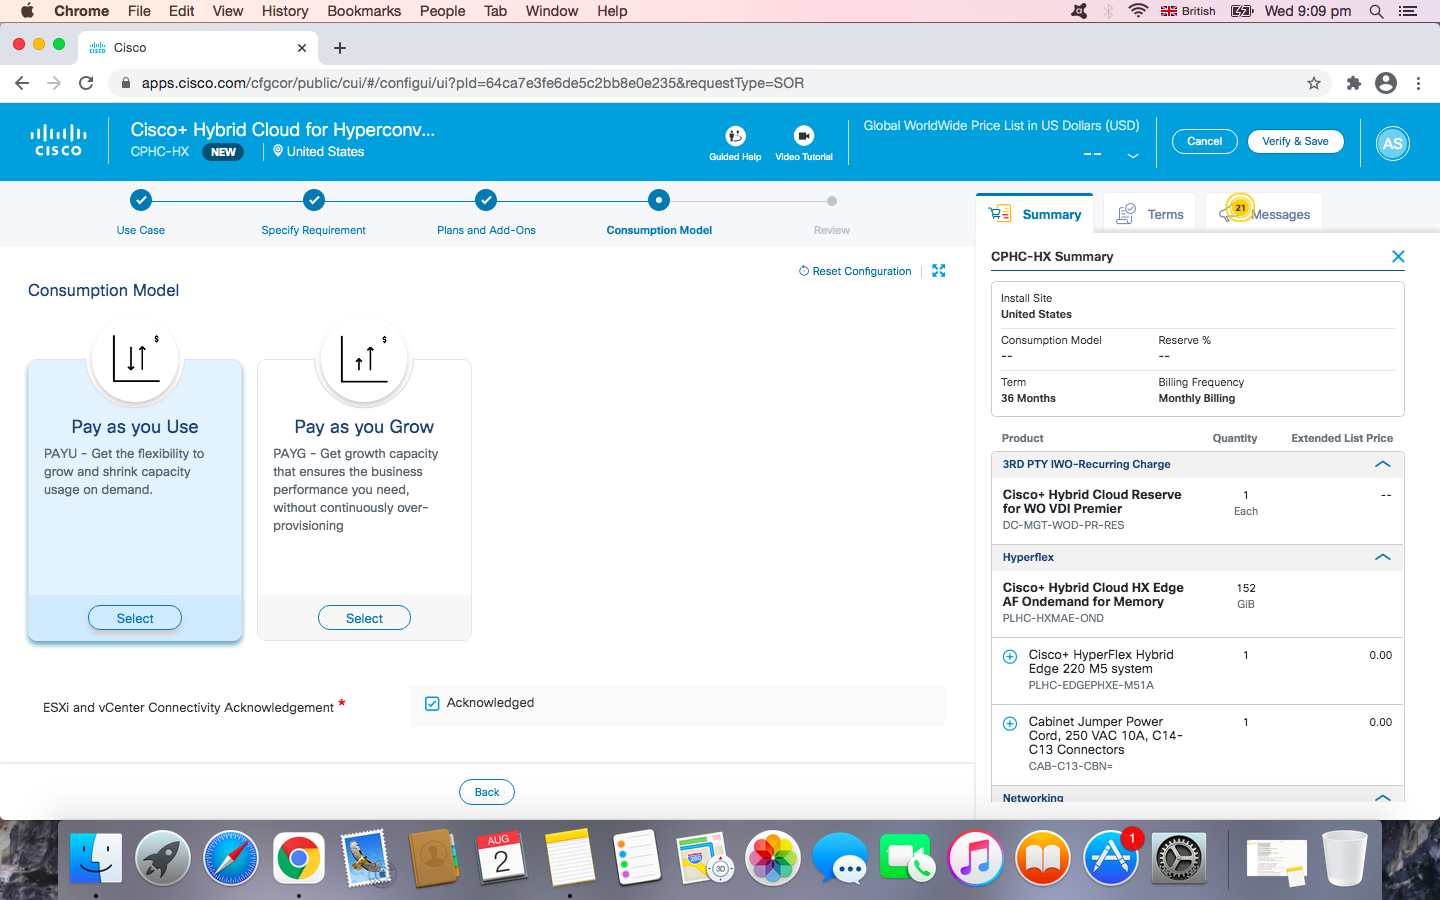 Chrome File Edit View History Bookmarks People Tab Window Help British Wed 9:09 pm
Cisco
apps.cisco.com/cfgcor/public/cui/#/configui/ui?pId=64ca7e3fe6de5c2bb8e0e235&requestType=SOR
CISCO
Cisco+ Hybrid Cloud for Hyperconv...
CPHC-HX NEW United States
Guided Help
Video Tutorial
Global WorldWide Price List in US Dollars (USD)
--
Cancel
Verify & Save
AS
Use Case
Specify Requirement
Plans and Add-Ons
Consumption Model
Review
Reset Configuration
Consumption Model
Pay as you Use
PAYU - Get the flexibility to
grow and shrink capacity
usage on demand.
Select
Pay as you Grow
PAYG - Get growth capacity
that ensures the business
performance you need,
without continuously over-
provisioning
Select
ESXi and vCenter Connectivity Acknowledgement *
Acknowledged
Back
Summary
Terms
21
Messages
CPHC-HX Summary
Install Site
United States
Consumption Model Reserve %
-- --
Term Billing Frequency
36 Months Monthly Billing
Product Quantity Extended List Price
3RD PTY IWO-Recurring Charge
Cisco+ Hybrid Cloud Reserve 1 --
for WO VDI Premier Each
DC-MGT-WOD-PR-RES
Hyperflex
Cisco+ Hybrid Cloud HX Edge 152
AF Ondemand for Memory GiB
PLHC-HXMAE-OND
Cisco+ HyperFlex Hybrid 1 0.00
Edge 220 M5 system
PLHC-EDGEPHXE-M51A
Cabinet Jumper Power 1 0.00
Cord, 250 VAC 10A, C14-
C13 Connectors
CAB-C13-CBN=
Networking
AUG
2
280
3D
1